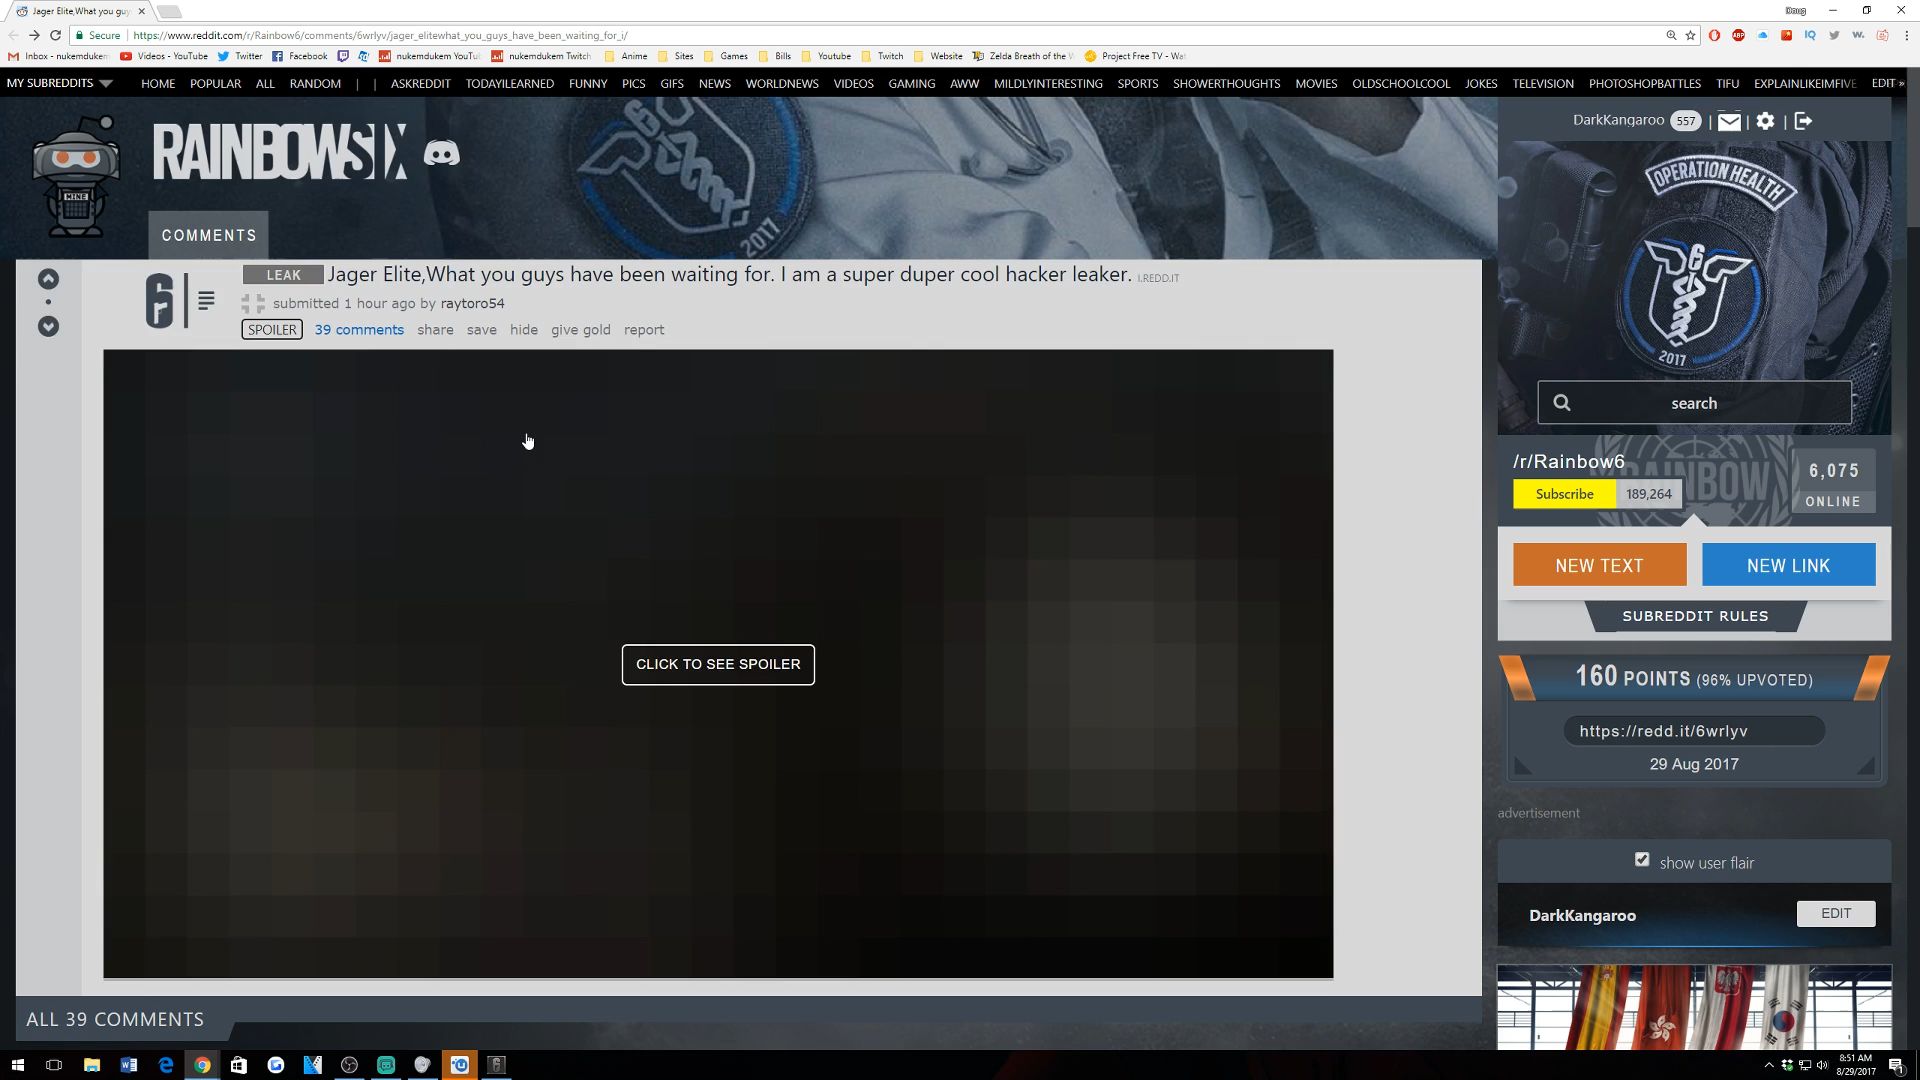 Jager Elite,What you guy
Doug
Secure https://www.reddit.com/r/Rainbow6/comments/6wrlyv/jager_elitewhat_you_guys_have_been_waiting_for_i/
Inbox - nukemdukem Videos - YouTube Twitter Facebook nukemdukem YouTu nukemdukem Twitch Anime Sites Games Bills Youtube Twitch Website Zelda Breath of the W Project Free TV - Wat
MY SUBREDDITS HOME POPULAR ALL RANDOM | | ASKREDDIT TODAYILEARNED FUNNY PICS GIFS NEWS WORLDNEWS VIDEOS GAMING AWW MILDLYINTERESTING SPORTS SHOWERTHOUGHTS MOVIES OLDSCHOOLCOOL JOKES TELEVISION PHOTOSHOPBATTLES TIFU EXPLAINLIKEIMFIVE EDIT »
RAINBOWSIX
MINE
2017
COMMENTS
DarkKangaroo 557
OPERATION HEALTH
6
2017
search
LEAK Jager Elite,What you guys have been waiting for. I am a super duper cool hacker leaker. I.REDD.IT
submitted 1 hour ago by raytoro54
SPOILER 39 comments share save hide give gold report
CLICK TO SEE SPOILER
/r/Rainbow6
RAINBOW
Subscribe 189,264
6,075
ONLINE
NEW TEXT NEW LINK
SUBREDDIT RULES
160 POINTS (96% UPVOTED)
https://redd.it/6wrlyv
29 Aug 2017
advertisement
show user flair
DarkKangaroo EDIT
ALL 39 COMMENTS
8:51 AM
8/29/2017